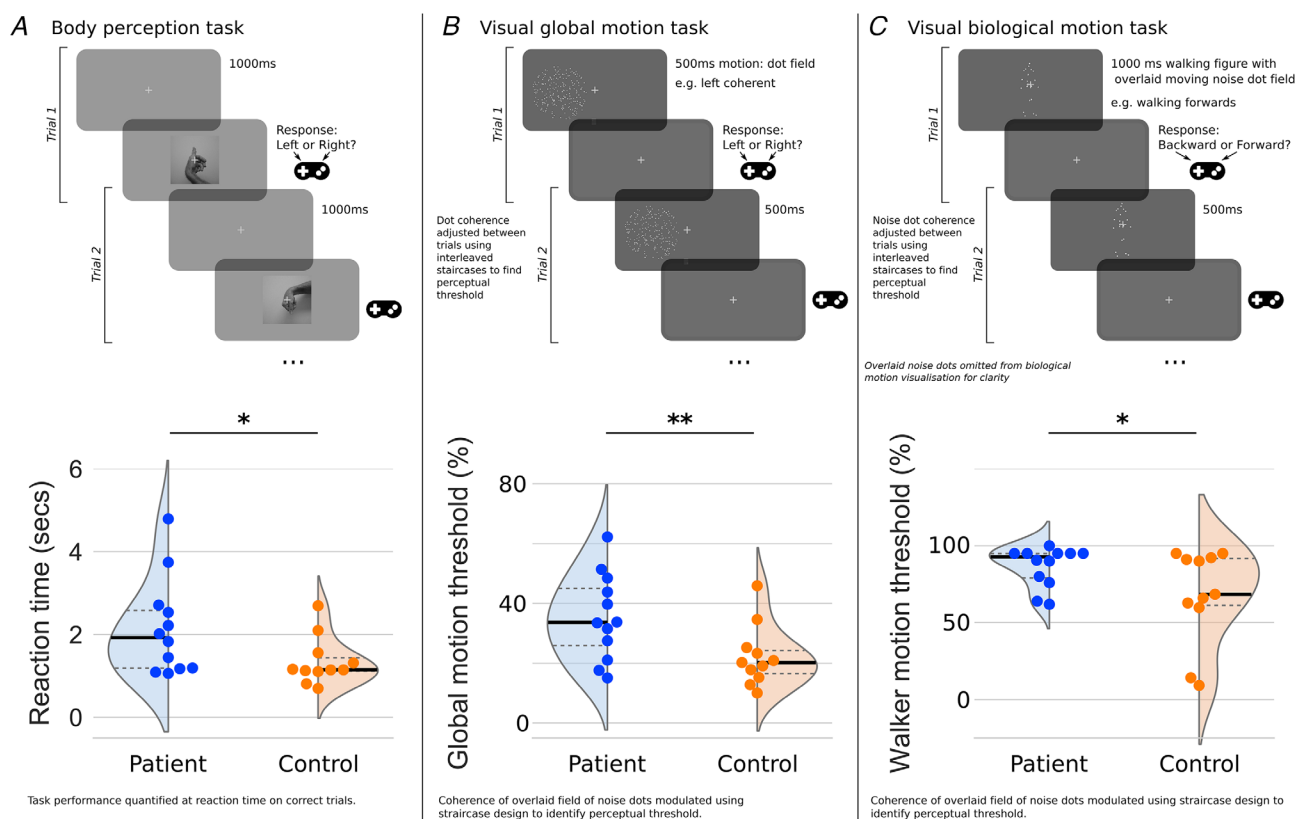 A Body perception task
1000ms
Trial 1
Response:
Left or Right?
1000ms
Trial 2
...
*
Reaction time (secs)
6
4
2
0
Patient
Control
Task performance quantified at reaction time on correct trials.
B Visual global motion task
500ms motion: dot field
e.g. left coherent
Trial 1
Response:
Left or Right?
500ms
Dot coherence
adjusted between
trials using
interleaved
staircases to find
perceptual
threshold
Trial 2
...
**
Global motion threshold (%)
80
40
0
Patient
Control
Coherence of overlaid field of noise dots modulated using
straircase design to identify perceptual threshold.
C Visual biological motion task
1000 ms walking figure with
overlaid moving noise dot field
e.g. walking forwards
Trial 1
Response:
Backward or Forward?
500ms
Noise dot coherence
adjusted between
trials using
interleaved
staircases to find
perceptual
threshold
Trial 2
...
Overlaid noise dots omitted from biological
motion visualisation for clarity
*
Walker motion threshold (%)
100
50
0
Patient
Control
Coherence of overlaid field of noise dots modulated using straircase design to
identify perceptual threshold.